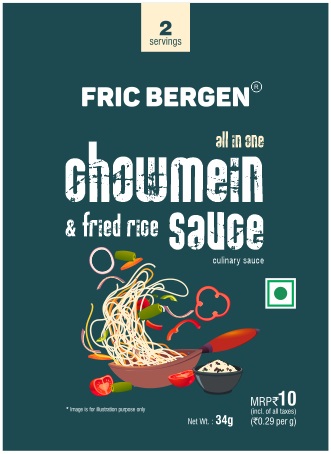 2
servings
FRIC BERGEN®
all in one
chowmein
& fried rice sauce
culinary sauce
* Image is for illustration purpose only
Net Wt. : 34g
MRP₹10
(incl. of all taxes)
(₹0.29 per g)